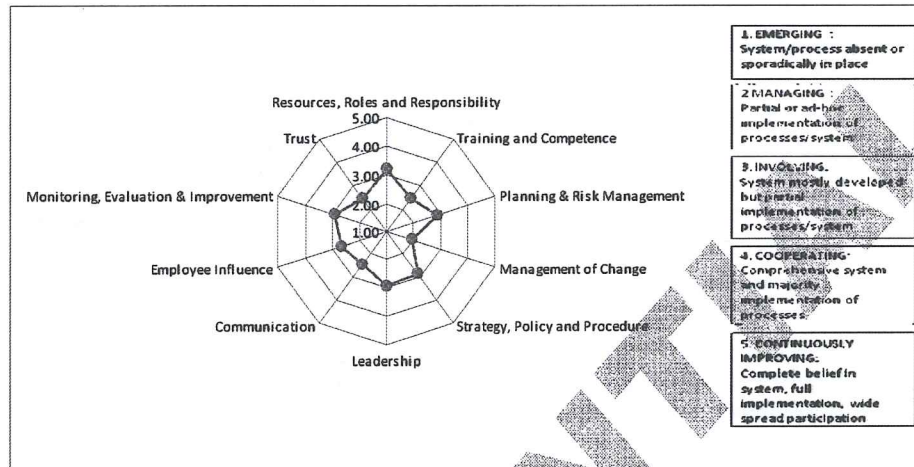 Resources, Roles and Responsibility
Training and Competence
Planning & Risk Management
Management of Change
Strategy, Policy and Procedure
Leadership
Communication
Employee Influence
Monitoring, Evaluation & Improvement
Trust
5.00
4.00
3.00
2.00
1.00
1. EMERGING :
System/process absent or
sporadically in place
2 MANAGING :
Partial or ad-hoc
implementation of
processes/system
3. INVOLVING.
System mostly developed
but partial
implementation of
processes/system
4. COOPERATING:
Comprehensive system
and majority
implementation of
processes
5. CONTINUOUSLY
IMPROVING:
Complete belief in
system, full
implementation, wide
spread participation